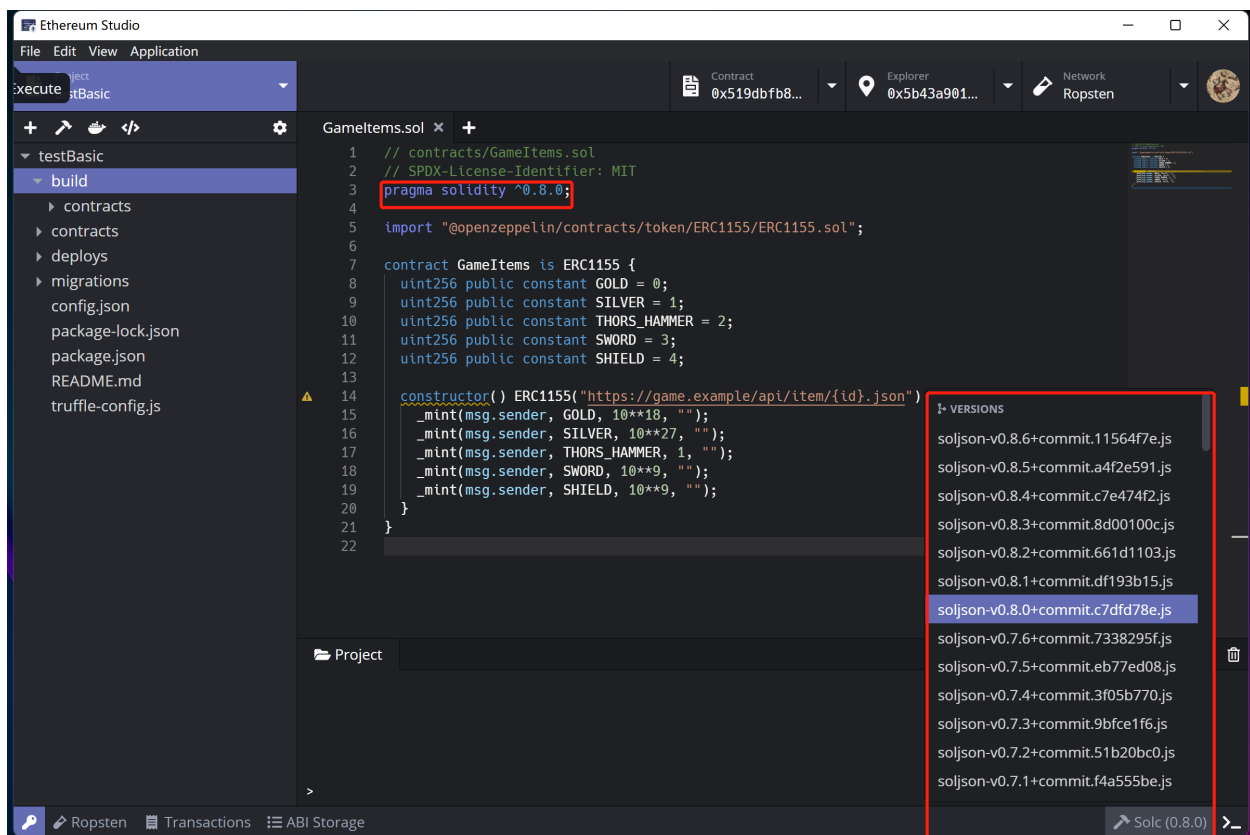 Ethereum Studio
File Edit View Application
Execute
stBasic
Contract
0x519dbfb8...
Explorer
0x5b43a901...
Network
Ropsten
GameItems.sol
testBasic
build
contracts
contracts
deploys
migrations
config.json
package-lock.json
package.json
README.md
truffle-config.js
1 // contracts/GameItems.sol
2 // SPDX-License-Identifier: MIT
3 pragma solidity ^0.8.0;
4
5 import "@openzeppelin/contracts/token/ERC1155/ERC1155.sol";
6
7 contract GameItems is ERC1155 {
8 uint256 public constant GOLD = 0;
9 uint256 public constant SILVER = 1;
10 uint256 public constant THORS_HAMMER = 2;
11 uint256 public constant SWORD = 3;
12 uint256 public constant SHIELD = 4;
13
14 constructor() ERC1155("https://game.example/api/item/{id}.json")
15 _mint(msg.sender, GOLD, 10**18, "");
16 _mint(msg.sender, SILVER, 10**27, "");
17 _mint(msg.sender, THORS_HAMMER, 1, "");
18 _mint(msg.sender, SWORD, 10**9, "");
19 _mint(msg.sender, SHIELD, 10**9, "");
20 }
21 }
22
VERSIONS
soljson-v0.8.6+commit.11564f7e.js
soljson-v0.8.5+commit.a4f2e591.js
soljson-v0.8.4+commit.c7e474f2.js
soljson-v0.8.3+commit.8d00100c.js
soljson-v0.8.2+commit.661d1103.js
soljson-v0.8.1+commit.df193b15.js
soljson-v0.8.0+commit.c7dfd78e.js
soljson-v0.7.6+commit.7338295f.js
soljson-v0.7.5+commit.eb77ed08.js
soljson-v0.7.4+commit.3f05b770.js
soljson-v0.7.3+commit.9bfce1f6.js
soljson-v0.7.2+commit.51b20bc0.js
soljson-v0.7.1+commit.f4a555be.js
Project
>
Ropsten Transactions ABI Storage Solc (0.8.0)